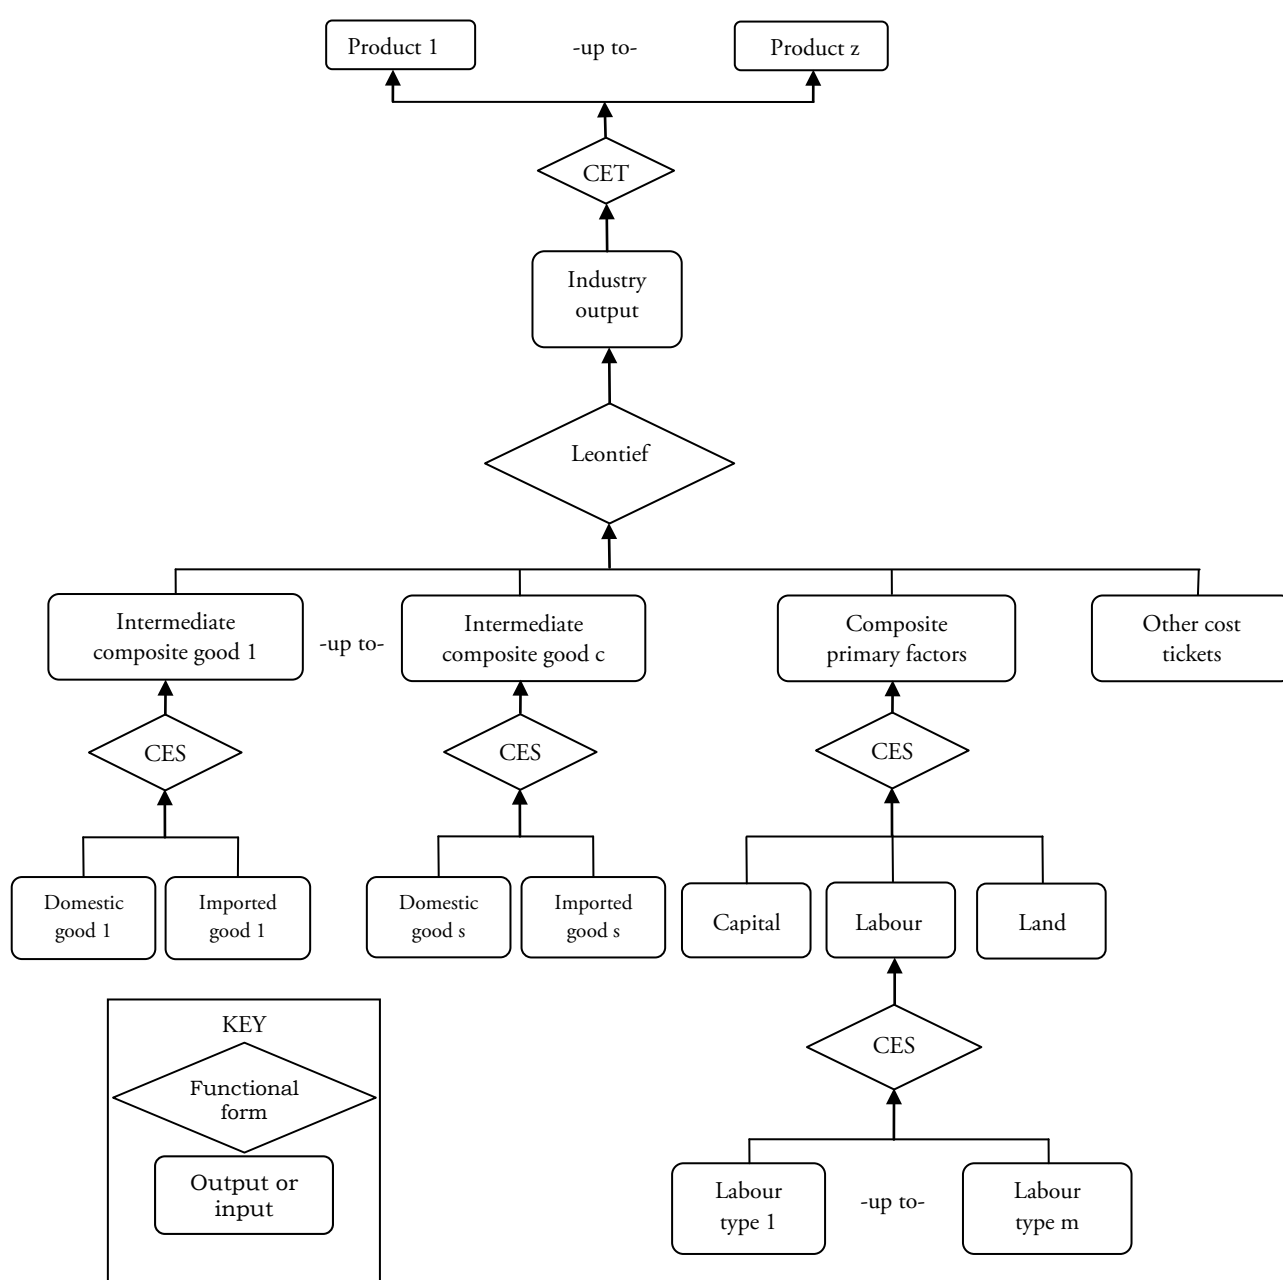 Product 1
-up to-
Product z
CET
Industry
output
Leontief
Intermediate
composite good 1
-up to-
Intermediate
composite good c
Composite
primary factors
Other cost
tickets
CES
CES
CES
Domestic
good 1
Imported
good 1
Domestic
good s
Imported
good s
Capital
Labour
Land
KEY
Functional
form
Output or
input
CES
Labour
type 1
-up to-
Labour
type m